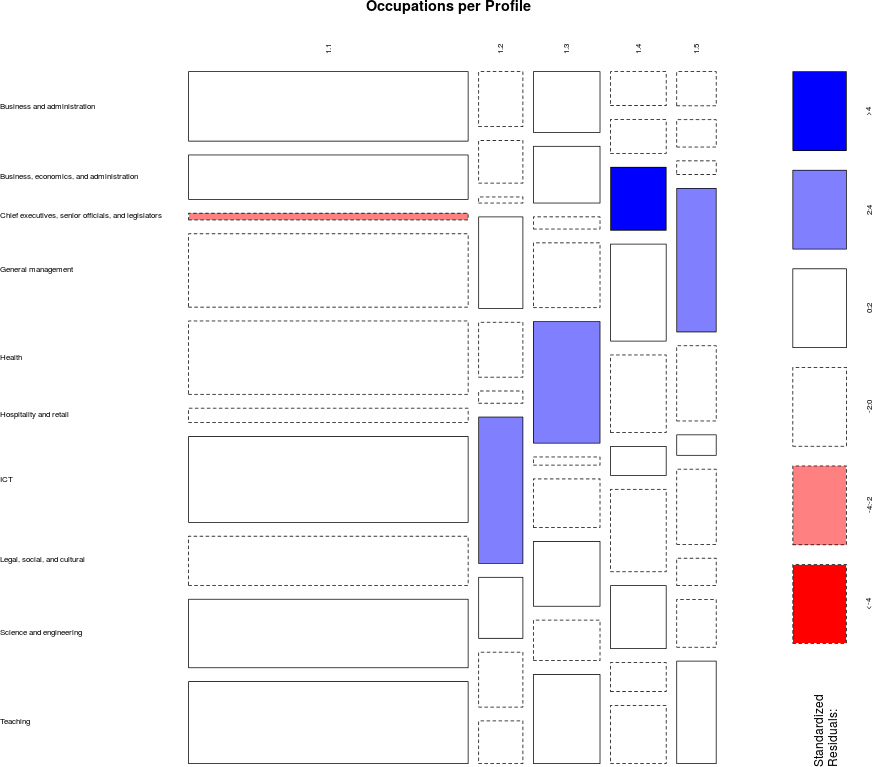 Occupations per Profile
1.1
1.2
1.3
1.4
1.5
Business and administration
Business, economics, and administration
Chief executives, senior officials, and legislators
General management
Health
Hospitality and retail
ICT
Legal, social, and cultural
Science and engineering
Teaching
>4
2:4
0:2
-2:0
-4:-2
<-4
Standardized
Residuals: